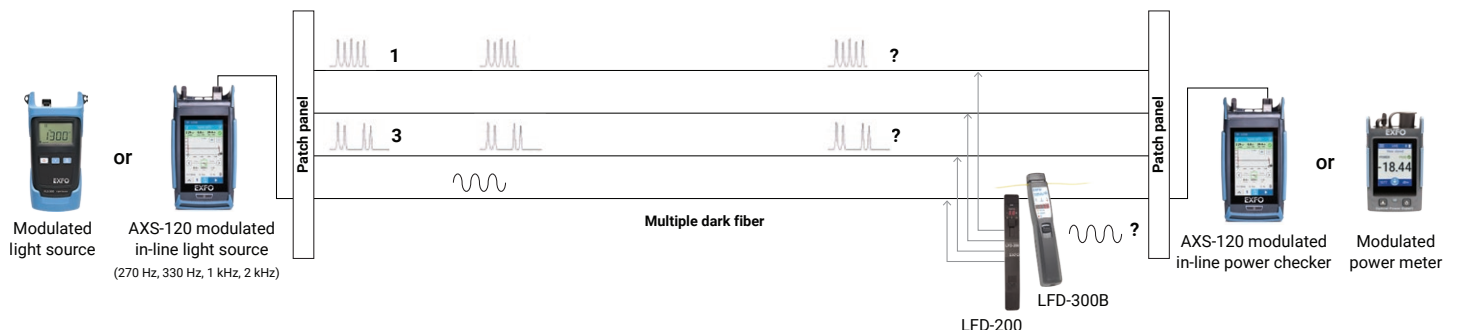 1
?
Patch panel
Patch panel
1300
EXFO
or
EXFO
3
?
EXFO
or
EXFO
-18.44
Modulated
light source
AXS-120 modulated
in-line light source
(270 Hz, 330 Hz, 1 kHz, 2 kHz)
Multiple dark fiber
?
AXS-120 modulated
in-line power checker
Modulated
power meter
LFD-300B
LFD-200